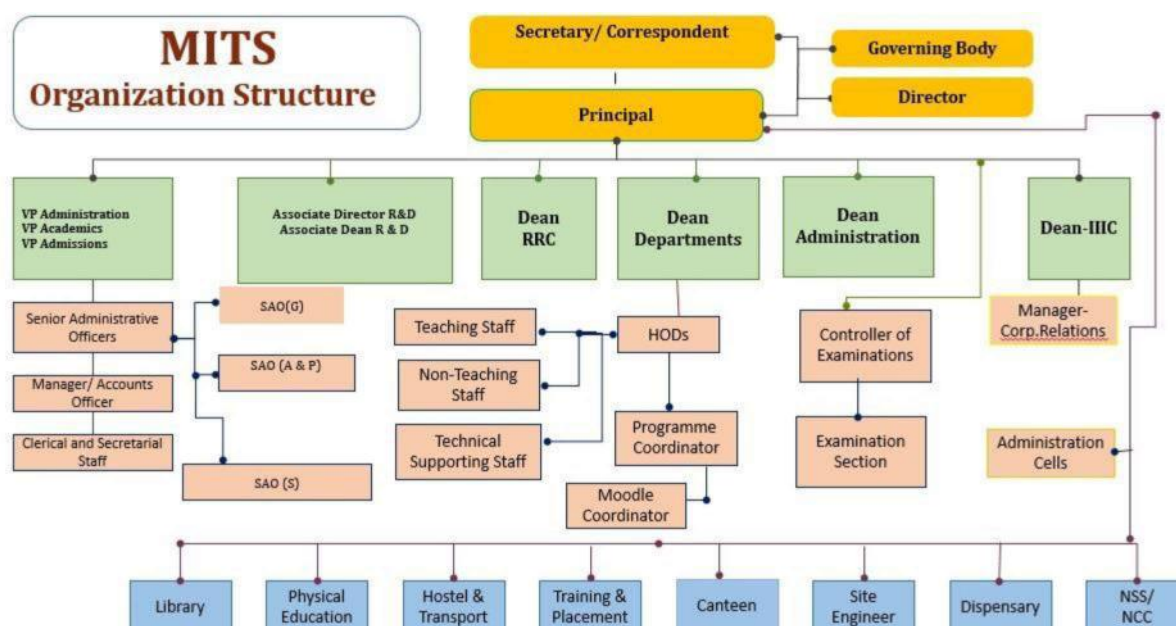 MITS
Organization Structure
Secretary/ Correspondent
Governing Body
Director
Principal
VP Administration
VP Academics
VP Admissions
Associate Director R&D
Associate Dean R & D
Dean
RRC
Dean
Departments
Dean
Administration
Dean-IIIC
Senior Administrative
Officers
SAO(G)
SAO (A & P)
Manager/ Accounts
Officer
Clerical and Secretarial
Staff
SAO (S)
Teaching Staff
Non-Teaching
Staff
Technical
Supporting Staff
HODs
Programme
Coordinator
Moodle
Coordinator
Controller of
Examinations
Examination
Section
Manager-
Corp.Relations
Administration
Cells
Library
Physical
Education
Hostel &
Transport
Training &
Placement
Canteen
Site
Engineer
Dispensary
NSS/
NCC